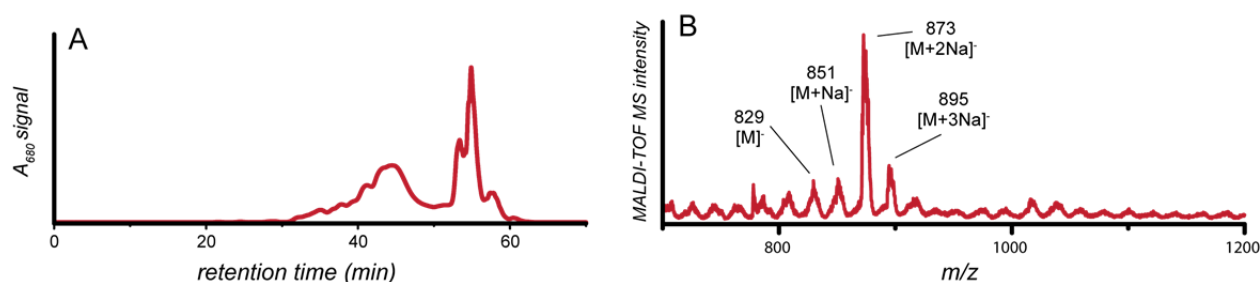 A
A680 signal
0
20
40
60
retention time (min)
B
MALDI-TOF MS intensity
829
[M]-
851
[M+Na]-
873
[M+2Na]-
895
[M+3Na]-
800
1000
1200
m/z